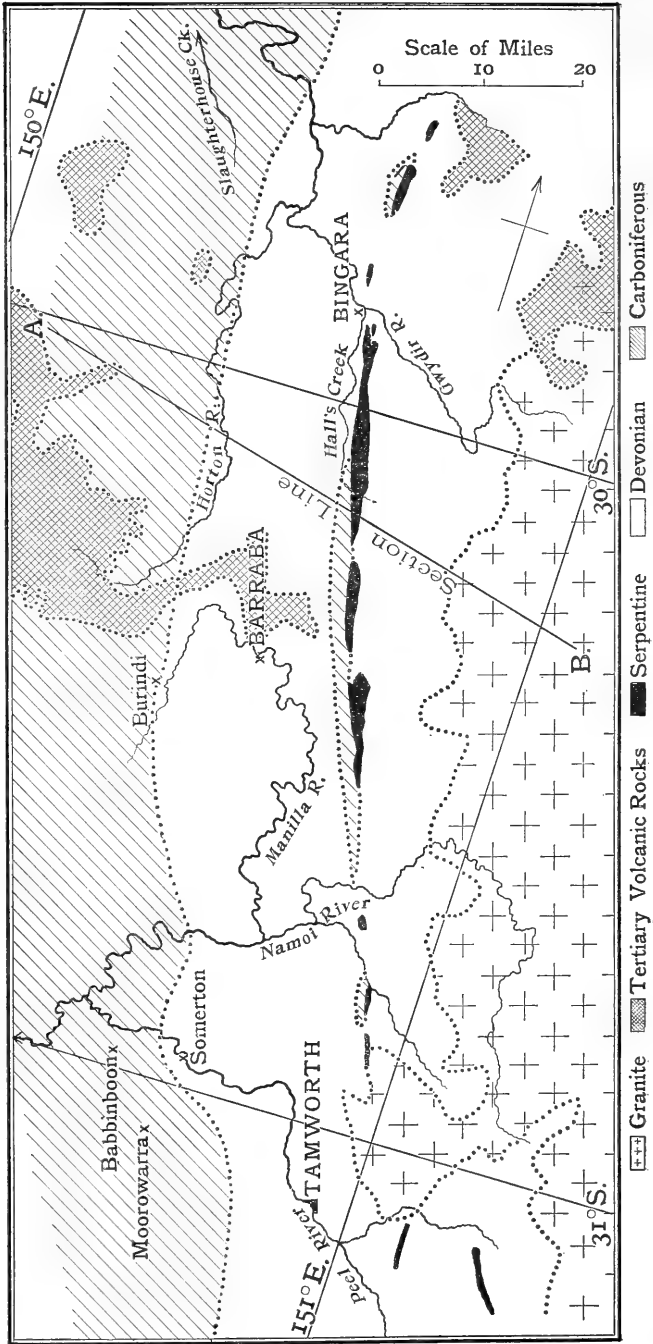 150°E.
Slaughterhouse Ck.
Scale of Miles
0 10 20
A
Horton R.
Hall's Creek
BINGARA
x
Gwydir R.
Section Line
B.
30°S.
BARRABA
x
Burindi
x
Manilla R.
Namoi River
Babbinboon x
Moorowarra x
Somerton
x
TAMWORTH
Peel River
151°E.
31°S.
Granite
Tertiary Volcanic Rocks
Serpentine
Devonian
Carboniferous